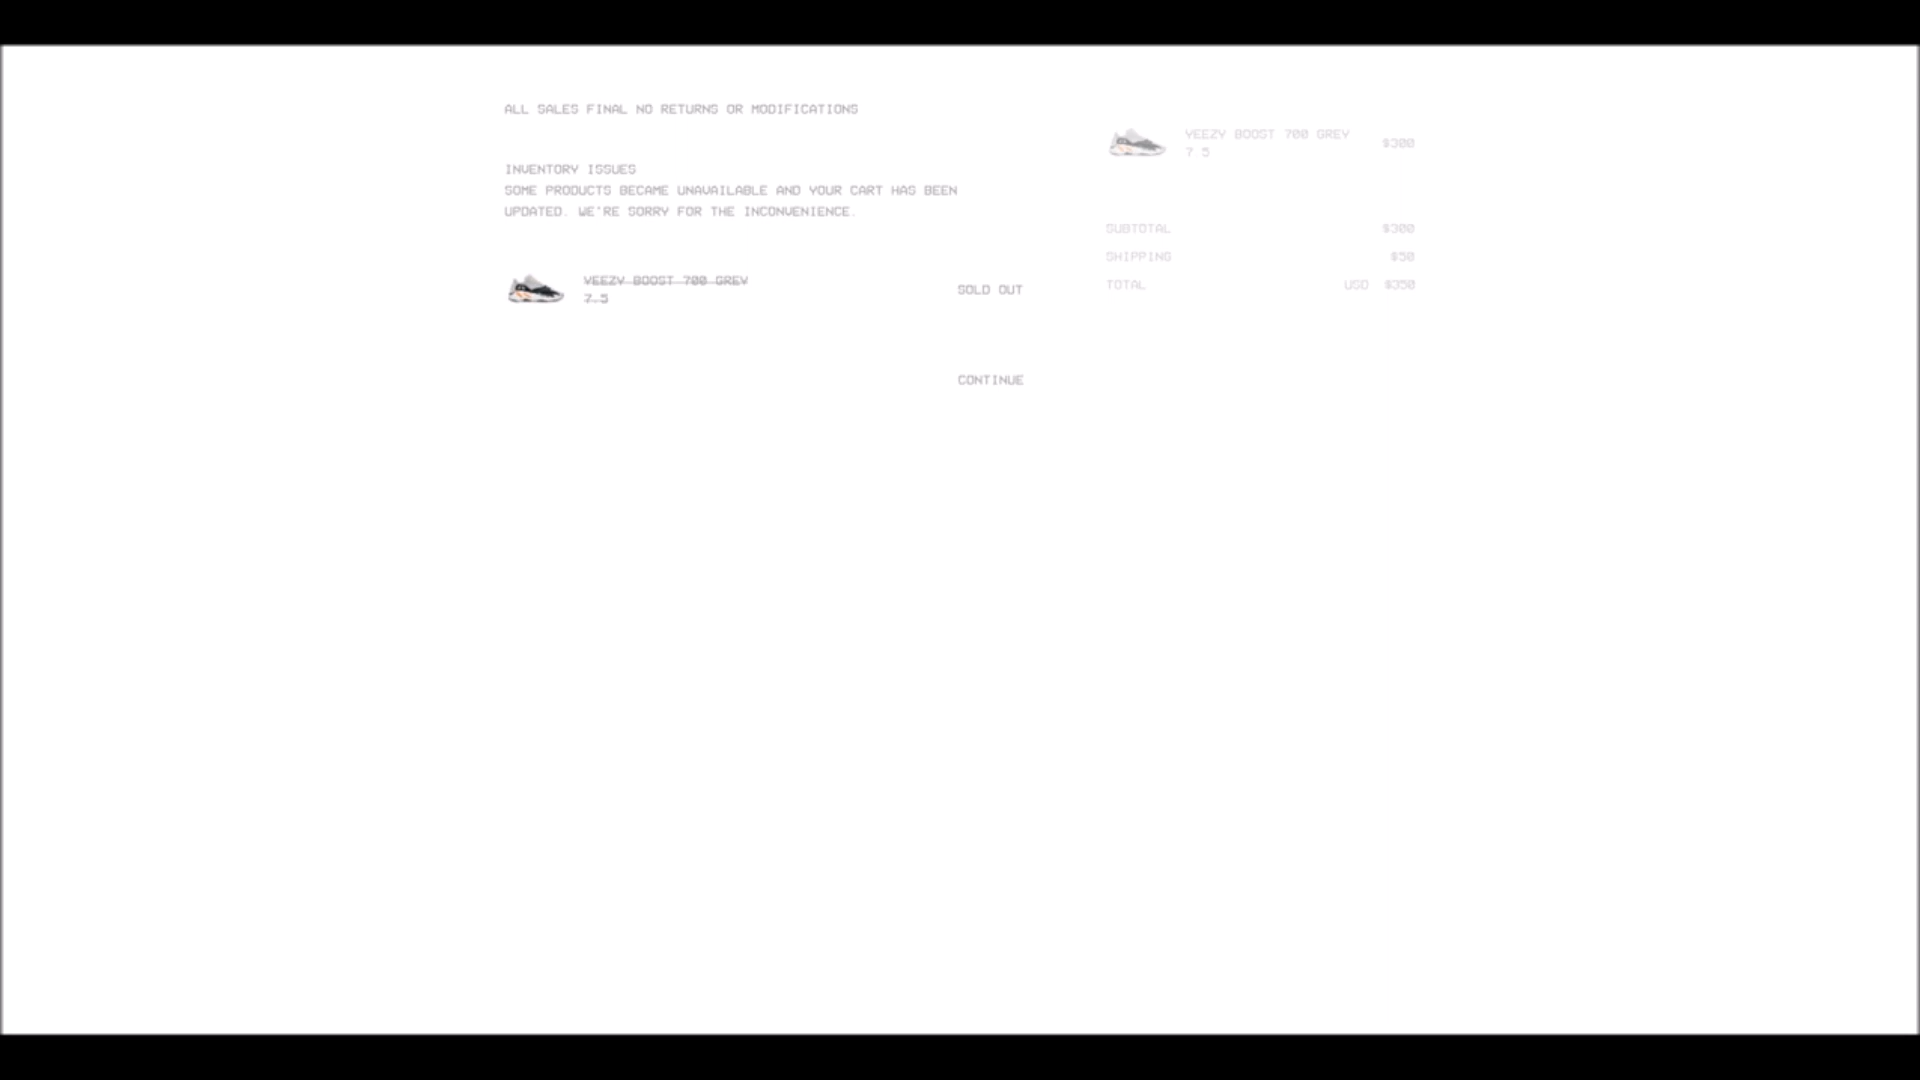 ALL SALES FINAL NO RETURNS OR MODIFICATIONS
INVENTORY ISSUES
SOME PRODUCTS BECAME UNAVAILABLE AND YOUR CART HAS BEEN
UPDATED. WE'RE SORRY FOR THE INCONVENIENCE.
YEEZY BOOST 700 GREY
7.5
SOLD OUT
CONTINUE
YEEZY BOOST 700 GREY
7.5
$300
SUBTOTAL $300
SHIPPING $50
TOTAL USD $350